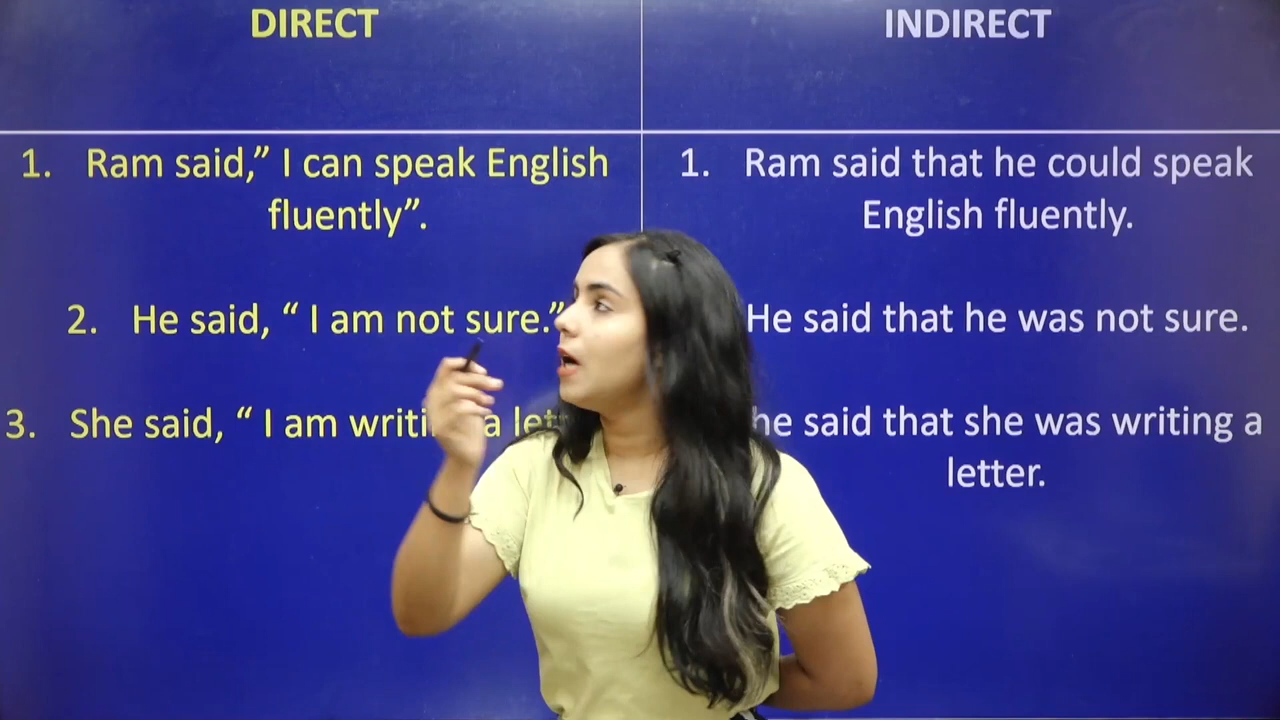 DIRECT
INDIRECT
1. Ram said,” I can speak English
fluently”.
2. He said, “ I am not sure.”
3. She said, “ I am a
1. Ram said that he could speak
English fluently.
He said that he was not sure.
said that she was writing a
letter.